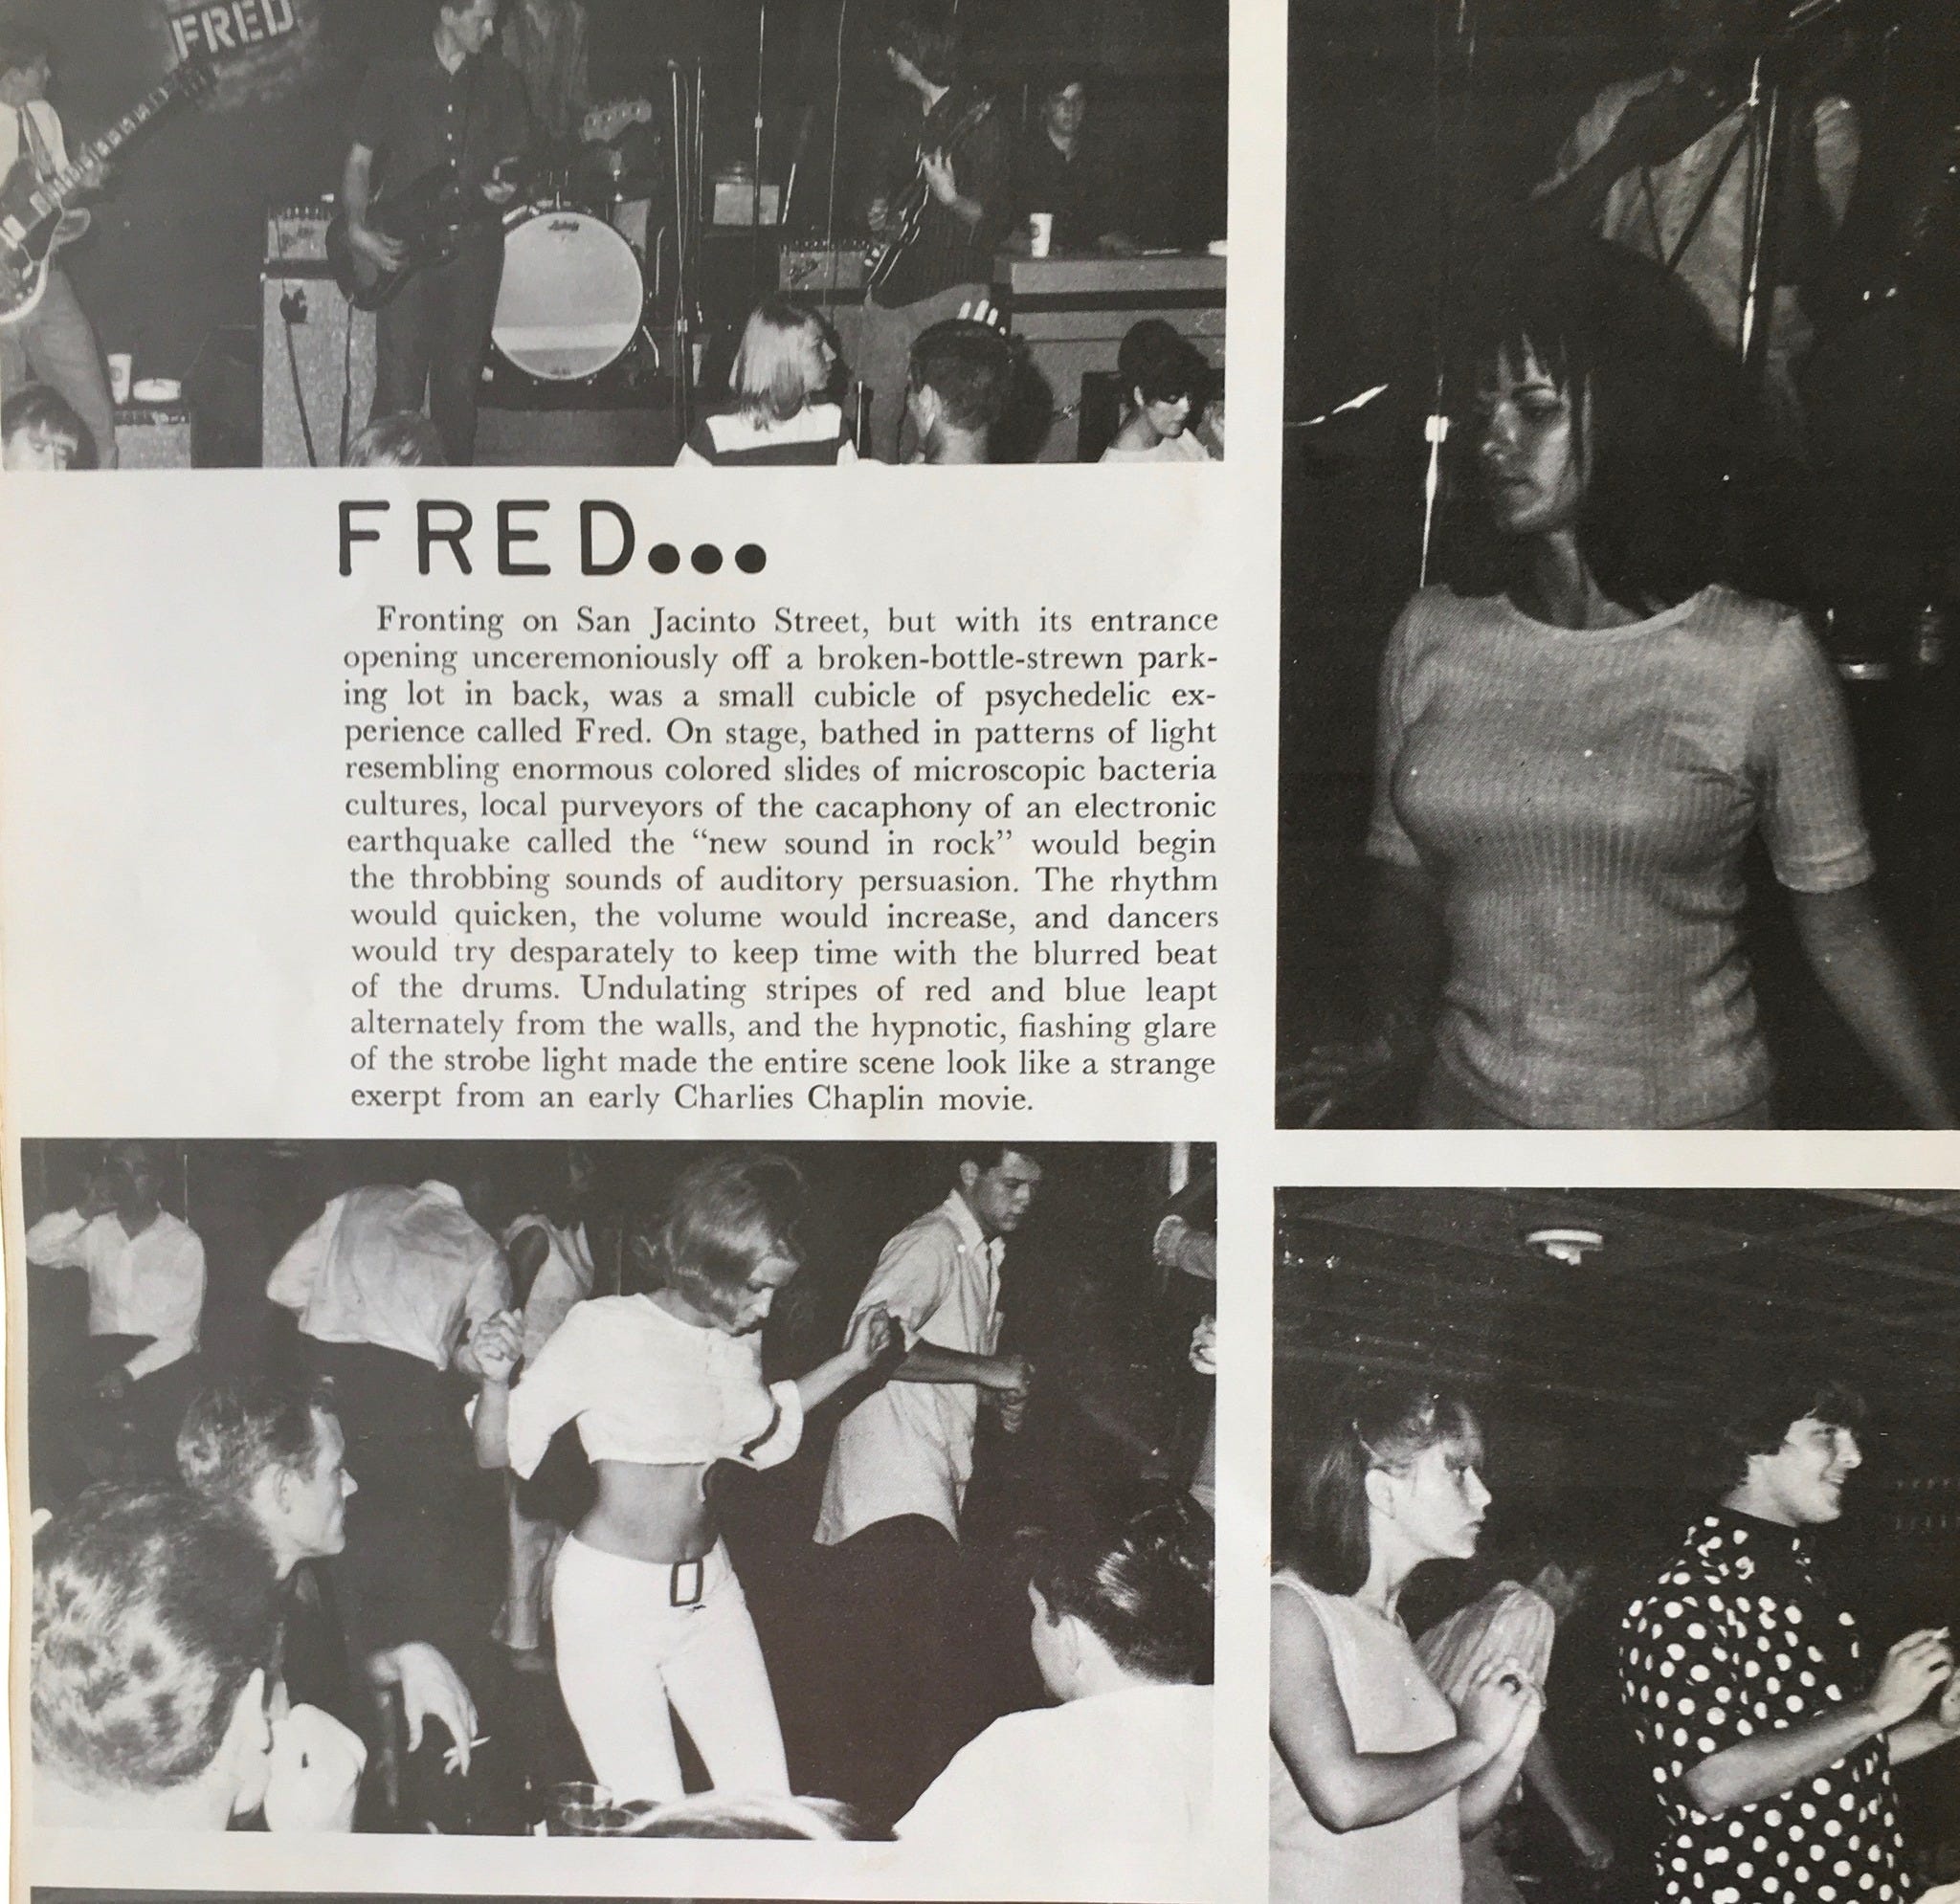 FRED
Ludwig
FRED...
Fronting on San Jacinto Street, but with its entrance
opening unceremoniously off a broken-bottle-strewn park-
ing lot in back, was a small cubicle of psychedelic ex-
perience called Fred. On stage, bathed in patterns of light
resembling enormous colored slides of microscopic bacteria
cultures, local purveyors of the cacaphony of an electronic
earthquake called the “new sound in rock” would begin
the throbbing sounds of auditory persuasion. The rhythm
would quicken, the volume would increase, and dancers
would try desparately to keep time with the blurred beat
of the drums. Undulating stripes of red and blue leapt
alternately from the walls, and the hypnotic, fiashing glare
of the strobe light made the entire scene look like a strange
exerpt from an early Charlies Chaplin movie.